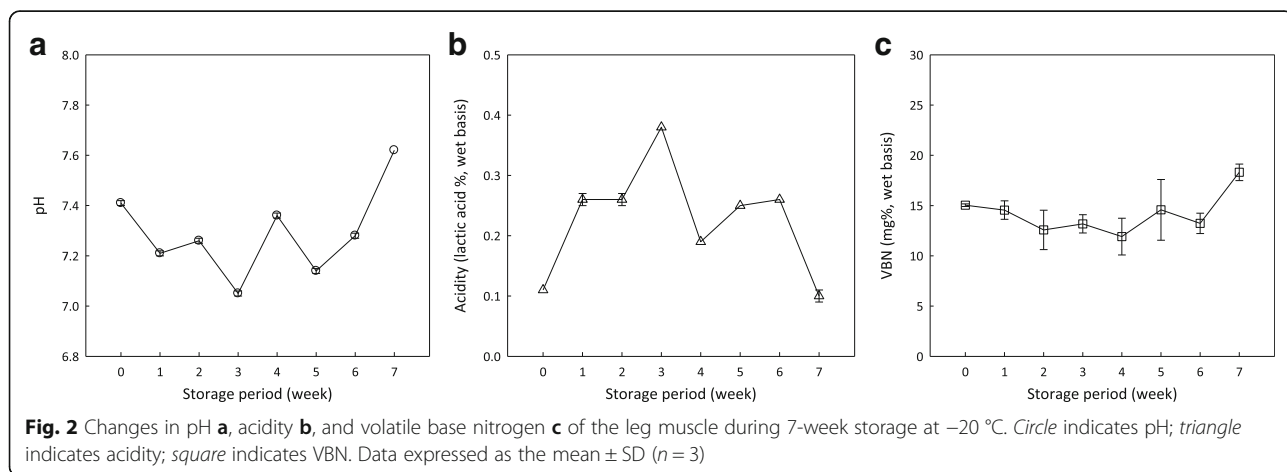 a
8.0
7.8
7.6
7.4
7.2
7.0
6.8
pH
0 1 2 3 4 5 6 7
Storage period (week)
b
0.5
0.4
0.3
0.2
0.1
0.0
Acidity (lactic acid %, wet basis)
0 1 2 3 4 5 6 7
Storage period (week)
c
30
25
20
15
10
5
0
VBN (mg%, wet basis)
0 1 2 3 4 5 6 7
Storage period (week)
Fig. 2 Changes in pH a, acidity b, and volatile base nitrogen c of the leg muscle during 7-week storage at −20 °C. Circle indicates pH; triangle
indicates acidity; square indicates VBN. Data expressed as the mean ± SD (n = 3)